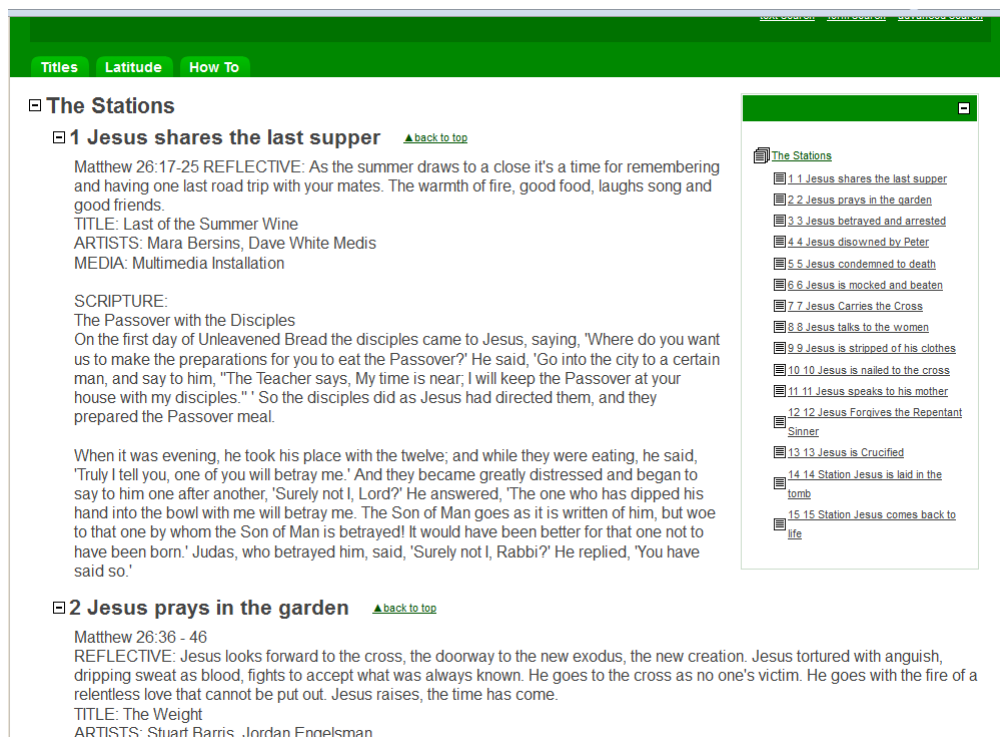 text search form search advanced search
Titles Latitude How To
The Stations
1 Jesus shares the last supper ▲back to top
Matthew 26:17-25 REFLECTIVE: As the summer draws to a close it's a time for remembering
and having one last road trip with your mates. The warmth of fire, good food, laughs song and
good friends.
TITLE: Last of the Summer Wine
ARTISTS: Mara Bersins, Dave White Medis
MEDIA: Multimedia Installation
SCRIPTURE:
The Passover with the Disciples
On the first day of Unleavened Bread the disciples came to Jesus, saying, 'Where do you want
us to make the preparations for you to eat the Passover?' He said, 'Go into the city to a certain
man, and say to him, "The Teacher says, My time is near; I will keep the Passover at your
house with my disciples." ' So the disciples did as Jesus had directed them, and they
prepared the Passover meal.
When it was evening, he took his place with the twelve; and while they were eating, he said,
'Truly I tell you, one of you will betray me.' And they became greatly distressed and began to
say to him one after another, 'Surely not I, Lord?' He answered, 'The one who has dipped his
hand into the bowl with me will betray me. The Son of Man goes as it is written of him, but woe
to that one by whom the Son of Man is betrayed! It would have been better for that one not to
have been born.' Judas, who betrayed him, said, 'Surely not I, Rabbi?' He replied, 'You have
said so.'
The Stations
1 1 Jesus shares the last supper
2 2 Jesus prays in the garden
3 3 Jesus betrayed and arrested
4 4 Jesus disowned by Peter
5 5 Jesus condemned to death
6 6 Jesus is mocked and beaten
7 7 Jesus Carries the Cross
8 8 Jesus talks to the women
9 9 Jesus is stripped of his clothes
10 10 Jesus is nailed to the cross
11 11 Jesus speaks to his mother
12 12 Jesus Forgives the Repentant
Sinner
13 13 Jesus is Crucified
14 14 Station Jesus is laid in the
tomb
15 15 Station Jesus comes back to
life
2 Jesus prays in the garden ▲back to top
Matthew 26:36 - 46
REFLECTIVE: Jesus looks forward to the cross, the doorway to the new exodus, the new creation. Jesus tortured with anguish,
dripping sweat as blood, fights to accept what was always known. He goes to the cross as no one's victim. He goes with the fire of a
relentless love that cannot be put out. Jesus raises, the time has come.
TITLE: The Weight
ARTISTS: Stuart Barris, Jordan Engelsman